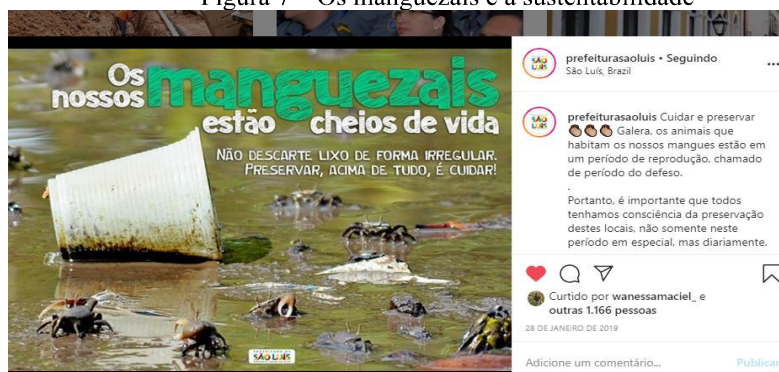 Figura 7 – Os manguezais e a sustentabilidade
Os
nossos manguezais
estão cheios de vida
NÃO DESCARTE LIXO DE FORMA IRREGULAR.
PRESERVAR, ACIMA DE TUDO, É CUIDAR!
SÃO LUÍS
prefeiturasaoluis • Seguindo
São Luís, Brazil
prefeiturasaoluis Cuidar e preservar
Galera, os animais que
habitam os nossos mangues estão em
um período de reprodução, chamado
de período do defeso.
.
Portanto, é importante que todos
tenhamos consciência da preservação
destes locais, não somente neste
período em especial, mas diariamente.
Curtido por wanessamaciel_ e
outras 1.166 pessoas
28 DE JANEIRO DE 2019
Adicione um comentário... Publicar